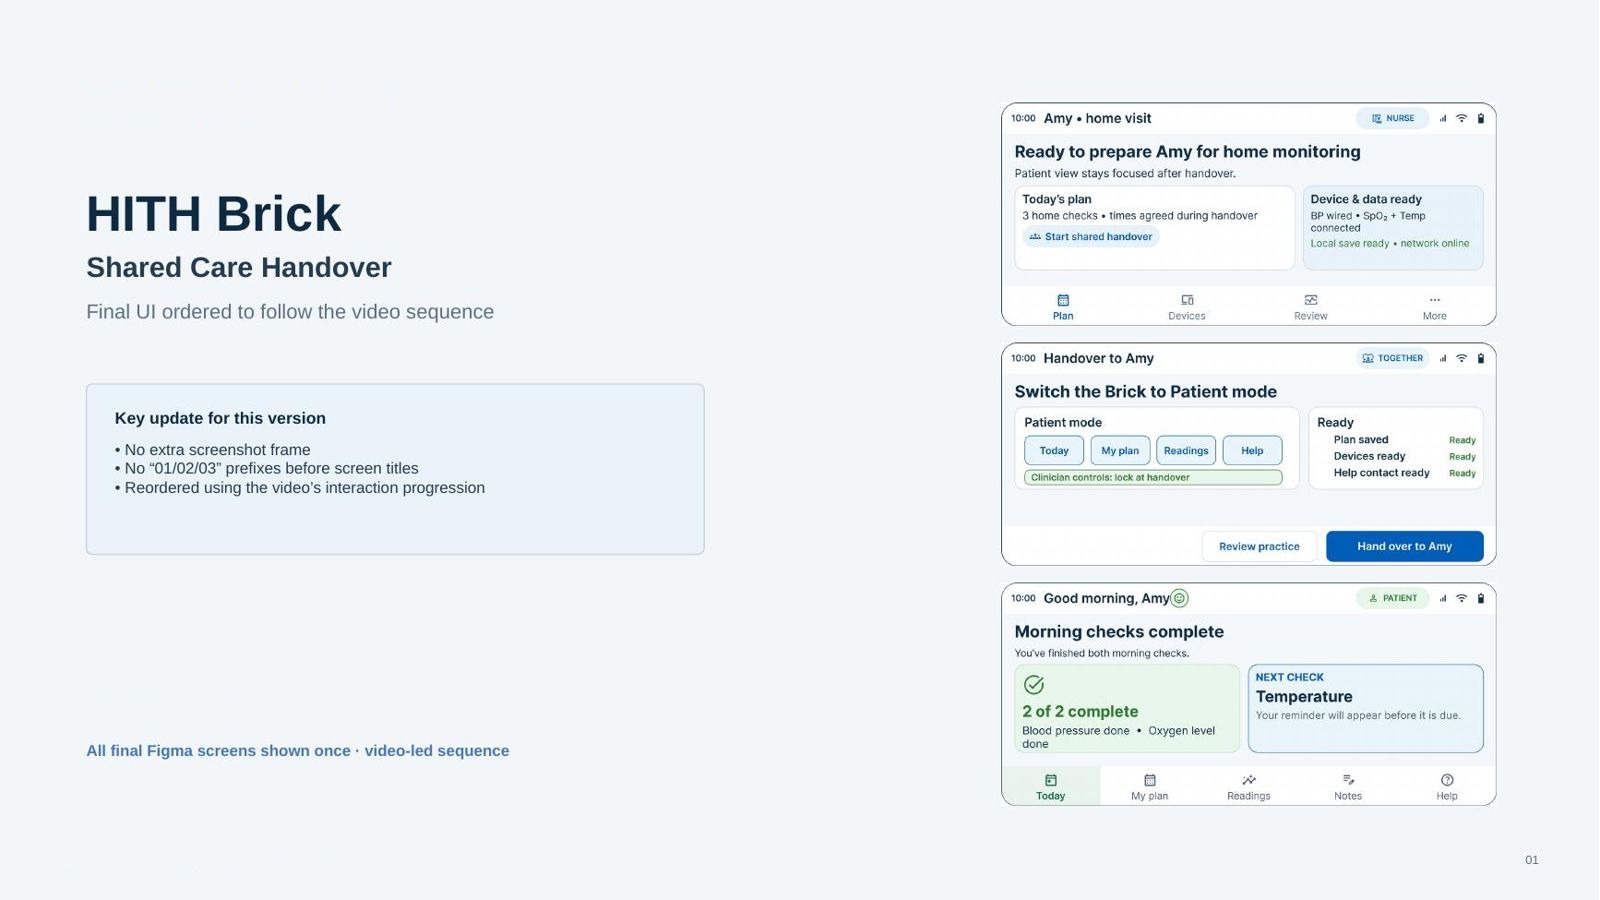 HITH Brick
Shared Care Handover
Final UI ordered to follow the video sequence
Key update for this version
• No extra screenshot frame
• No “01/02/03” prefixes before screen titles
• Reordered using the video’s interaction progression
All final Figma screens shown once · video-led sequence
10:00 Amy • home visit NURSE
Ready to prepare Amy for home monitoring
Patient view stays focused after handover.
Today’s plan
3 home checks • times agreed during handover
Start shared handover
Device & data ready
BP wired • SpO₂ + Temp
connected
Local save ready • network online
Plan Devices Review More
10:00 Handover to Amy TOGETHER
Switch the Brick to Patient mode
Patient mode
Today My plan Readings Help
Clinician controls: lock at handover
Ready
Plan saved Ready
Devices ready Ready
Help contact ready Ready
Review practice Hand over to Amy
10:00 Good morning, Amy PATIENT
Morning checks complete
You’ve finished both morning checks.
2 of 2 complete
Blood pressure done • Oxygen level
done
NEXT CHECK
Temperature
Your reminder will appear before it is due.
Today My plan Readings Notes Help
01